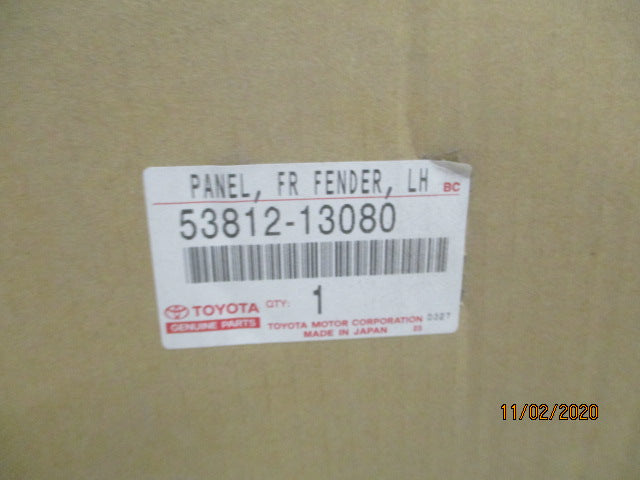 PANEL, FR FENDER, LH BC
53812-13080
TOYOTA QTY: 1
GENUINE PARTS
TOYOTA MOTOR CORPORATION 0327
MADE IN JAPAN
11/02/2020